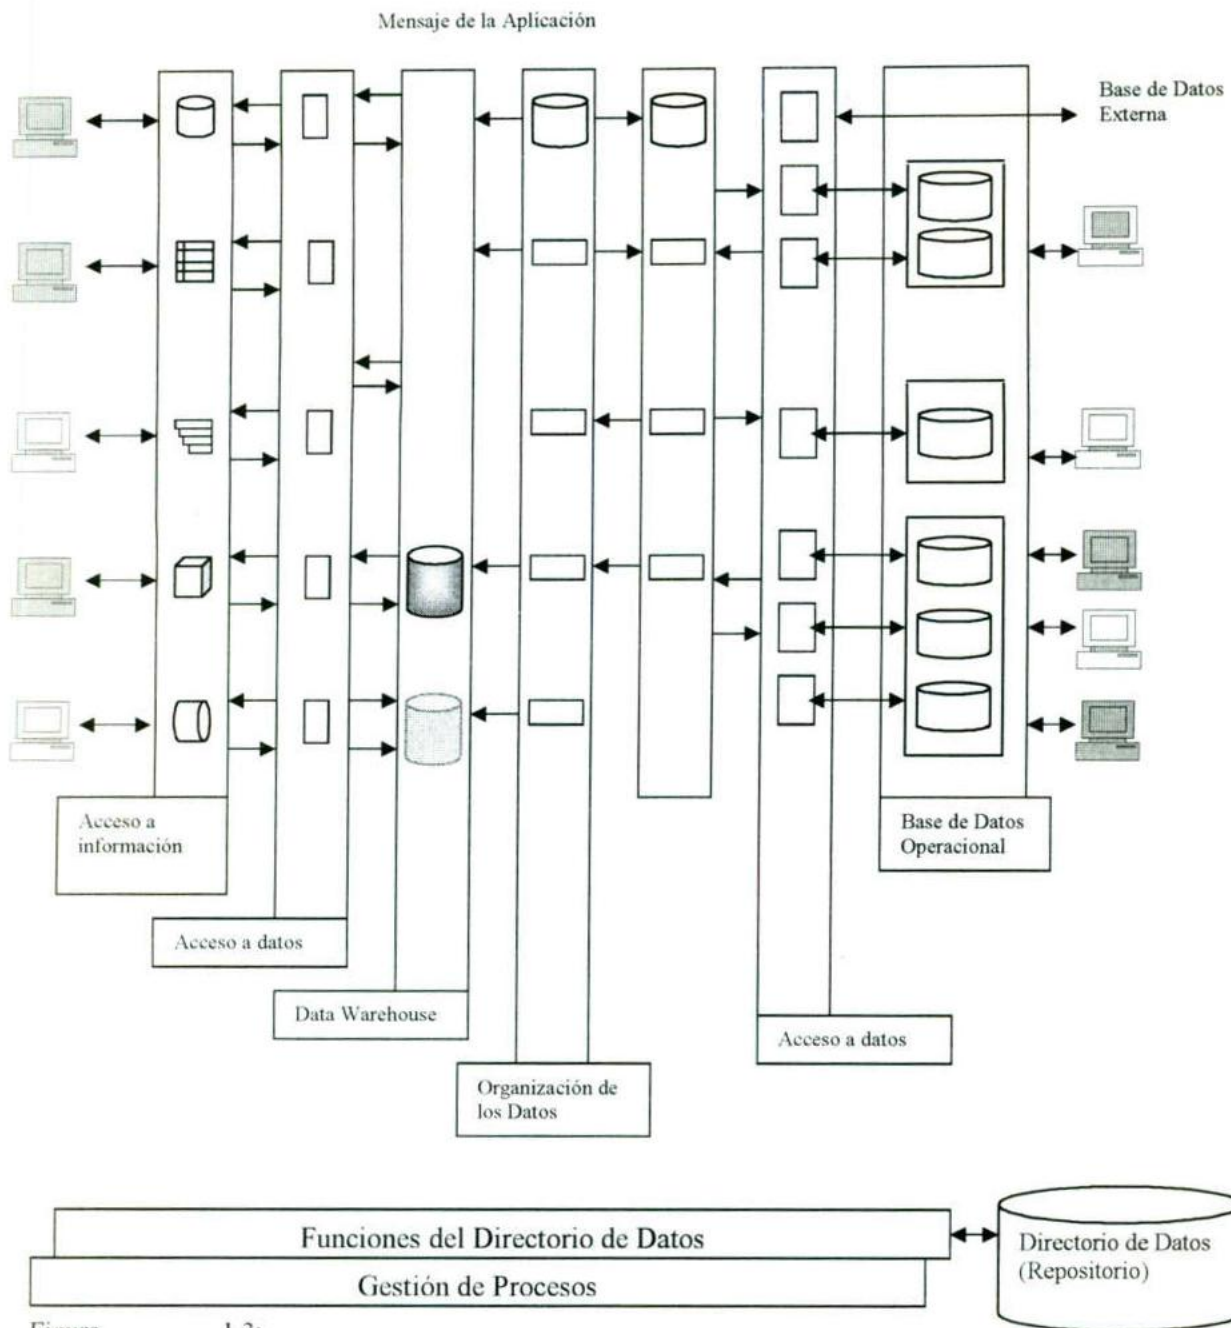 Mensaje de la Aplicación
Base de Datos
Externa
Acceso a
información
Base de Datos
Operacional
Acceso a datos
Data Warehouse
Acceso a datos
Organización de
los Datos
Funciones del Directorio de Datos
Directorio de Datos
(Repositorio)
Gestión de Procesos